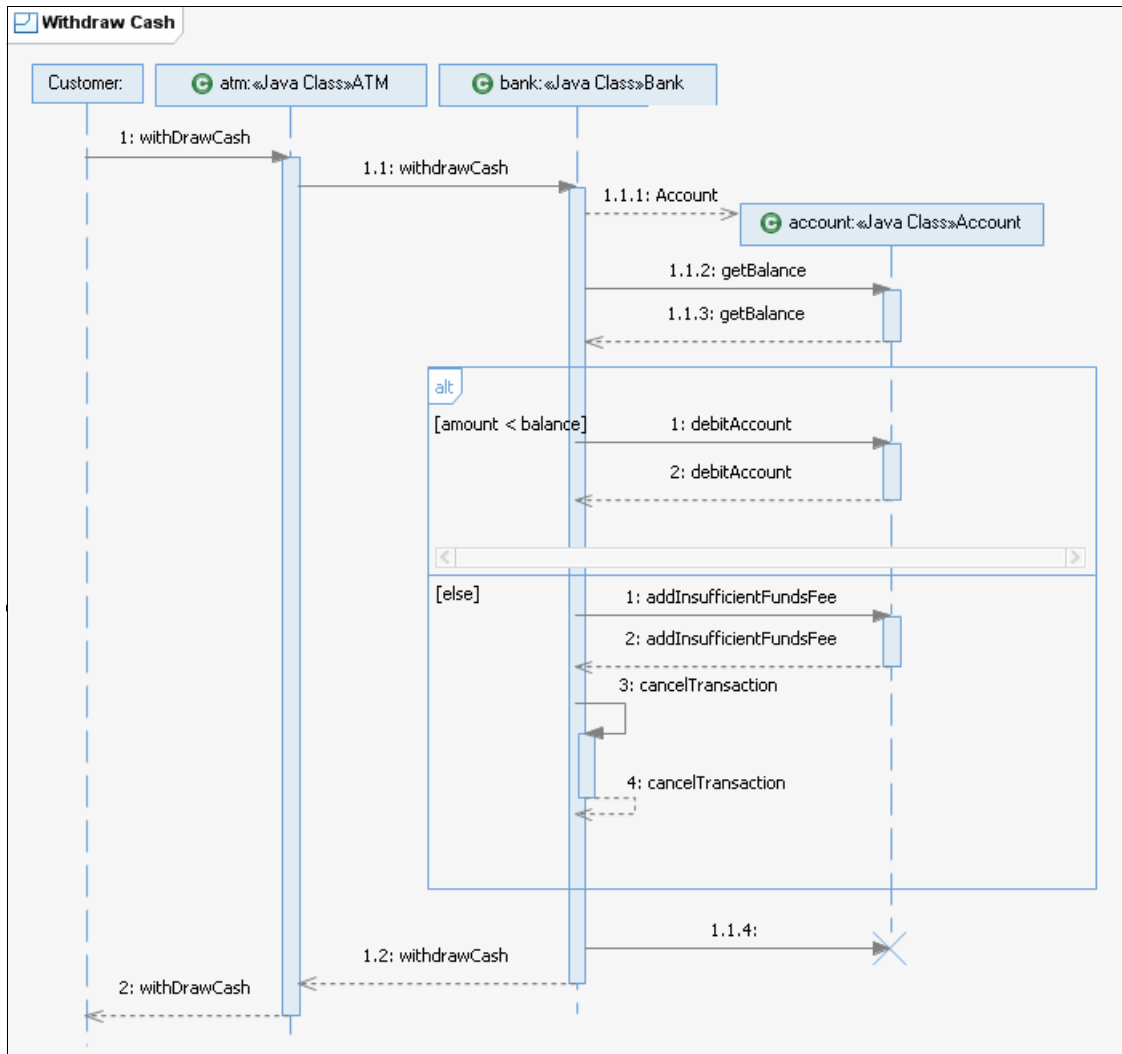 Withdraw Cash
Customer:
C atm:«Java Class»ATM
C bank:«Java Class»Bank
1: withDrawCash
1.1: withdrawCash
1.1.1: Account
C account:«Java Class»Account
1.1.2: getBalance
1.1.3: getBalance
alt
[amount < balance]
1: debitAccount
2: debitAccount
[else]
1: addInsufficientFundsFee
2: addInsufficientFundsFee
3: cancelTransaction
4: cancelTransaction
1.1.4:
1.2: withdrawCash
2: withDrawCash